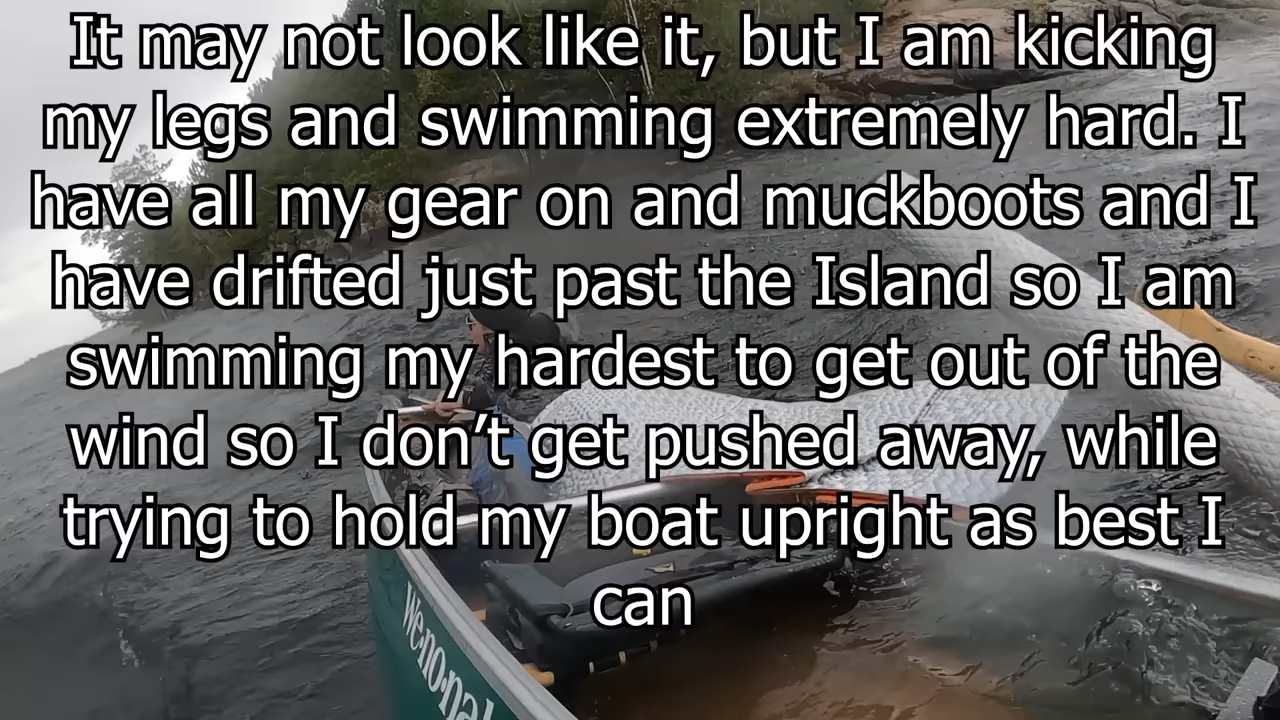 It may not look like it, but I am kicking
my legs and swimming extremely hard. I
have all my gear on and muckboots and I
have drifted just past the Island so I am
swimming my hardest to get out of the
wind so I don’t get pushed away, while
trying to hold my boat upright as best I
can
we·no·nah